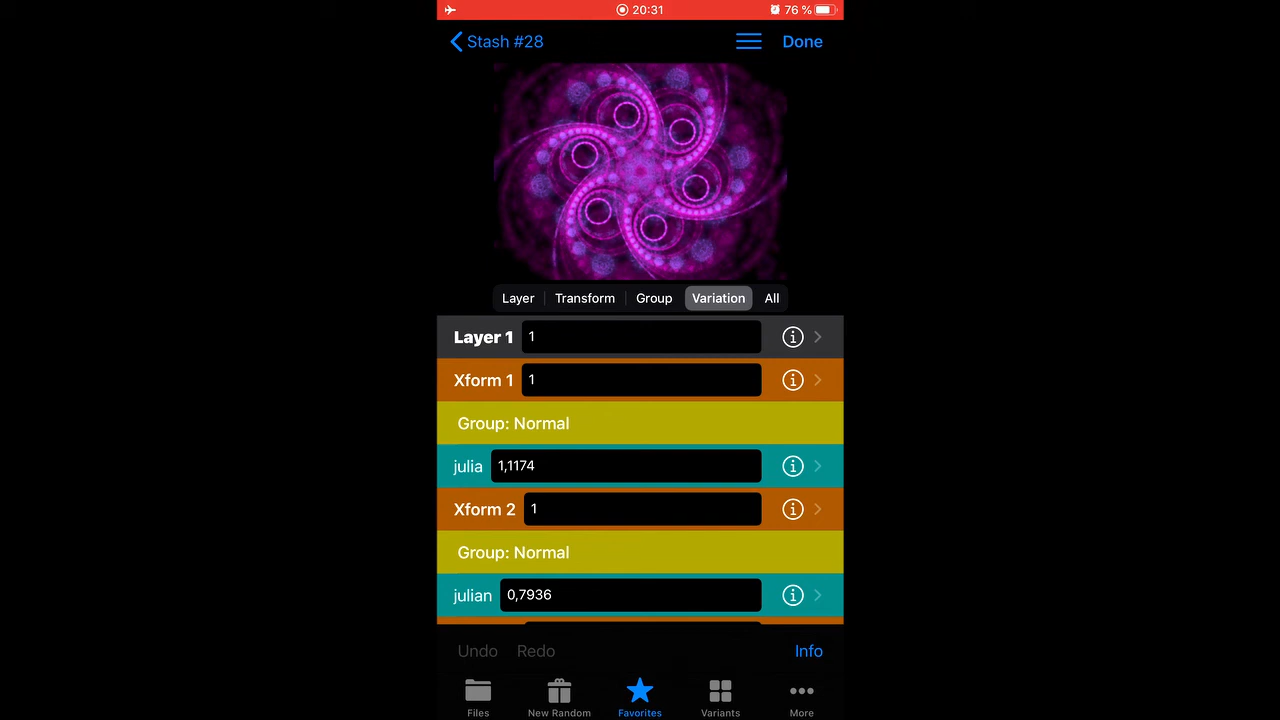 20:31 76 %
Stash #28 Done
Layer Transform Group Variation All
Layer 1 1
Xform 1 1
Group: Normal
julia 1,1174
Xform 2 1
Group: Normal
julian 0,7936
Undo Redo Info
Files New Random Favorites Variants More